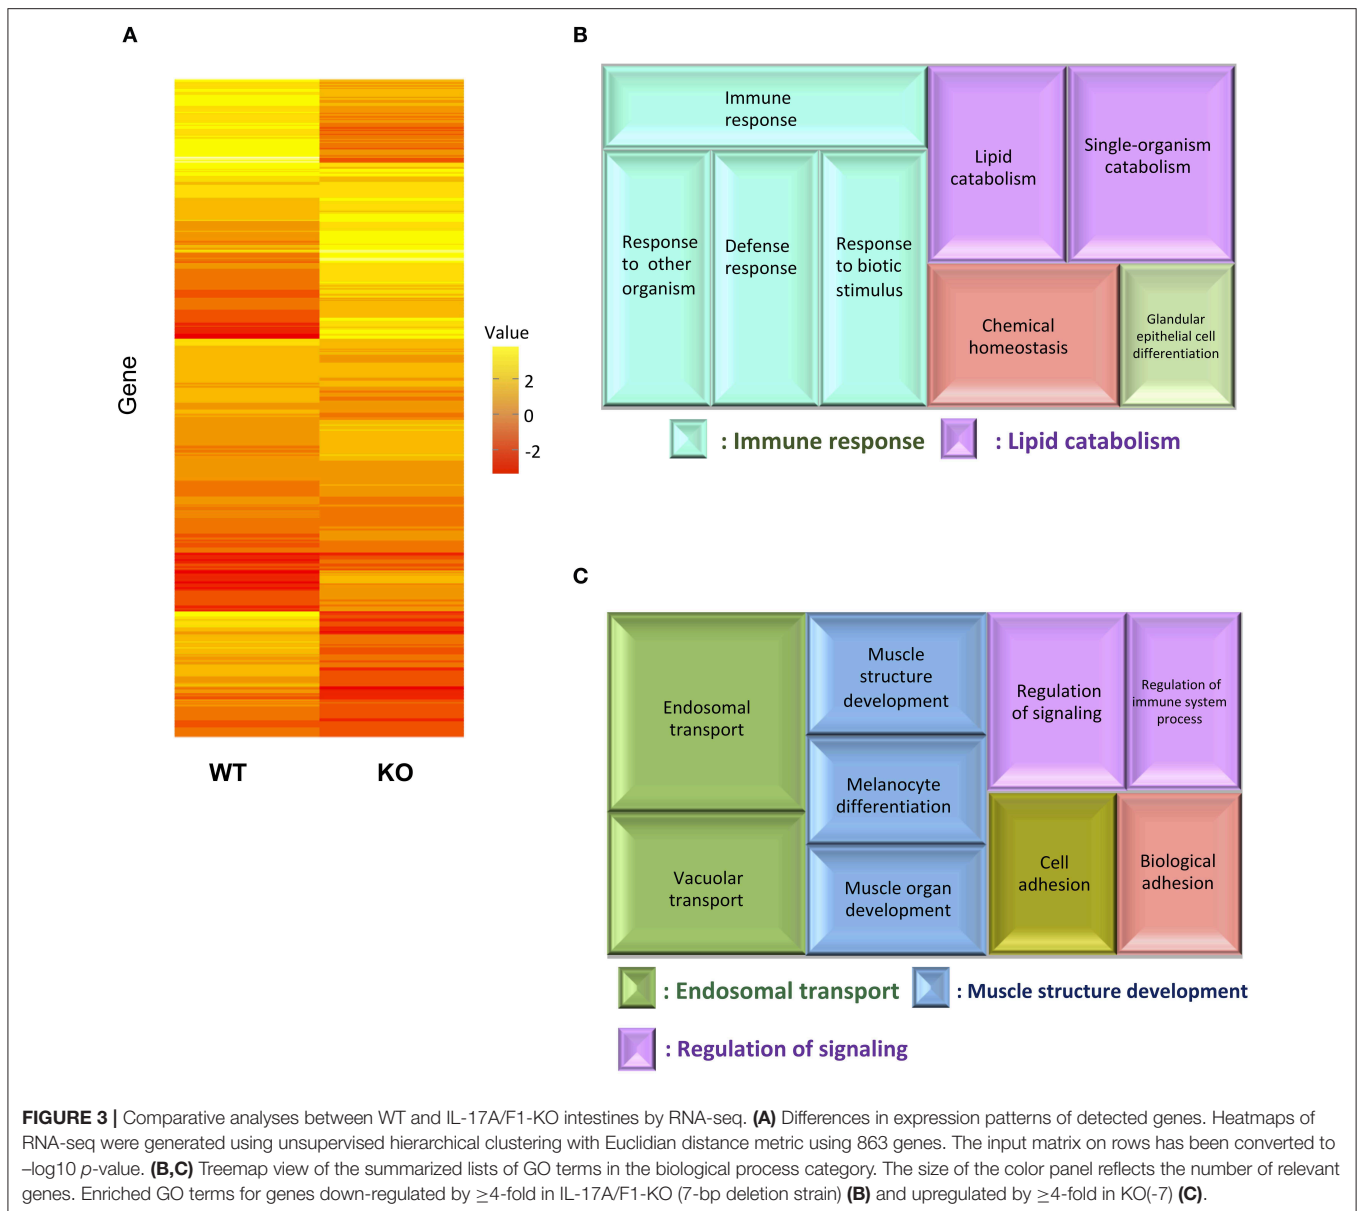 A
Gene
WT
KO
Value
2
0
-2
B
Immune
response
Response
to other
organism
Defense
response
Response
to biotic
stimulus
Lipid
catabolism
Single-organism
catabolism
Chemical
homeostasis
Glandular
epithelial cell
differentiation
: Immune response
: Lipid catabolism
C
Endosomal
transport
Vacuolar
transport
Muscle
structure
development
Melanocyte
differentiation
Muscle organ
development
Regulation
of signaling
Regulation of
immune system
process
Cell
adhesion
Biological
adhesion
: Endosomal transport
: Muscle structure development
: Regulation of signaling
FIGURE 3 | Comparative analyses between WT and IL-17A/F1-KO intestines by RNA-seq. (A) Differences in expression patterns of detected genes. Heatmaps of
RNA-seq were generated using unsupervised hierarchical clustering with Euclidian distance metric using 863 genes. The input matrix on rows has been converted to
–log10 p-value. (B,C) Treemap view of the summarized lists of GO terms in the biological process category. The size of the color panel reflects the number of relevant
genes. Enriched GO terms for genes down-regulated by ≥4-fold in IL-17A/F1-KO (7-bp deletion strain) (B) and upregulated by ≥4-fold in KO(-7) (C).